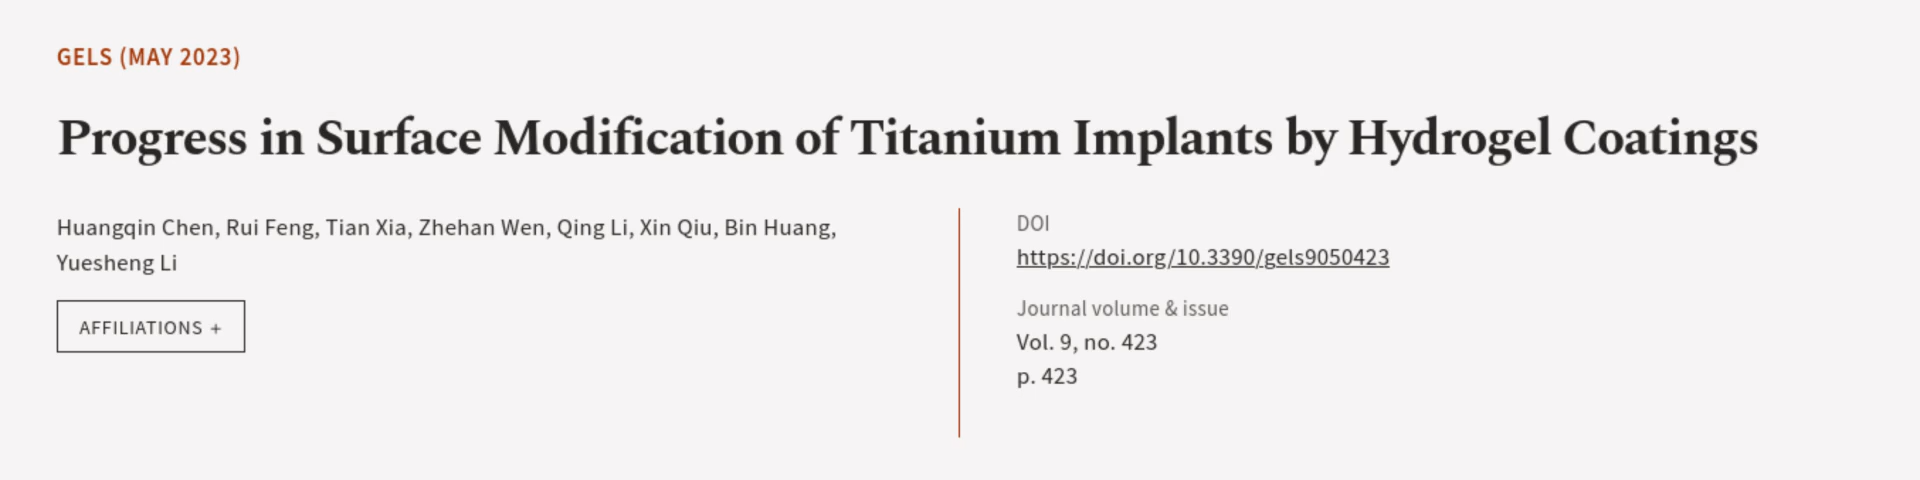 GELS (MAY 2023)
Progress in Surface Modification of Titanium Implants by Hydrogel Coatings
Huangqin Chen, Rui Feng, Tian Xia, Zhehan Wen, Qing Li, Xin Qiu, Bin Huang,
Yuesheng Li
AFFILIATIONS +
DOI
https://doi.org/10.3390/gels9050423
Journal volume & issue
Vol. 9, no. 423
p. 423